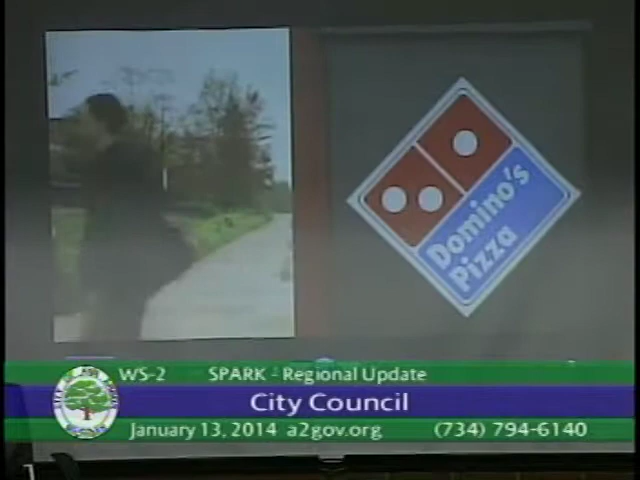 Domino's
Pizza
WS-2 SPARK - Regional Update
City Council
January 13, 2014 a2gov.org (734) 794-6140